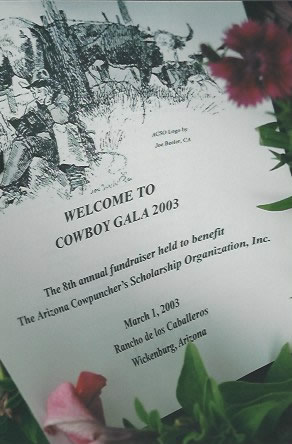 ACSO Logo by
Joe Beeler, CA
WELCOME TO
COWBOY GALA 2003
The 8th annual fundraiser held to benefit
The Arizona Cowpuncher's Scholarship Organization, Inc.
March 1, 2003
Rancho de los Caballeros
Wickenburg, Arizona